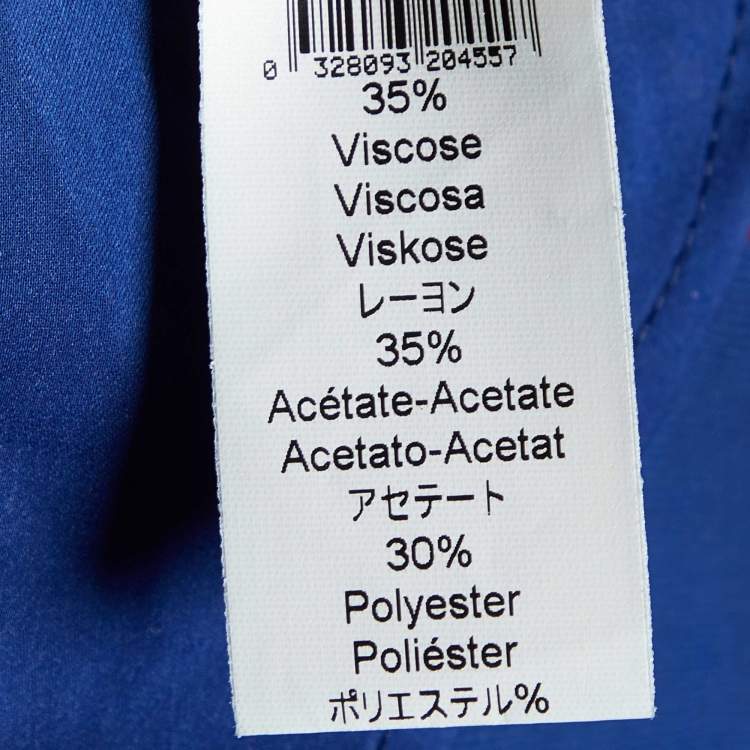 0 328093 204557
35%
Viscose
Viscosa
Viskose
レーヨン
35%
Acétate-Acetate
Acetato-Acetat
アセテート
30%
Polyester
Poliéster
ポリエステル%